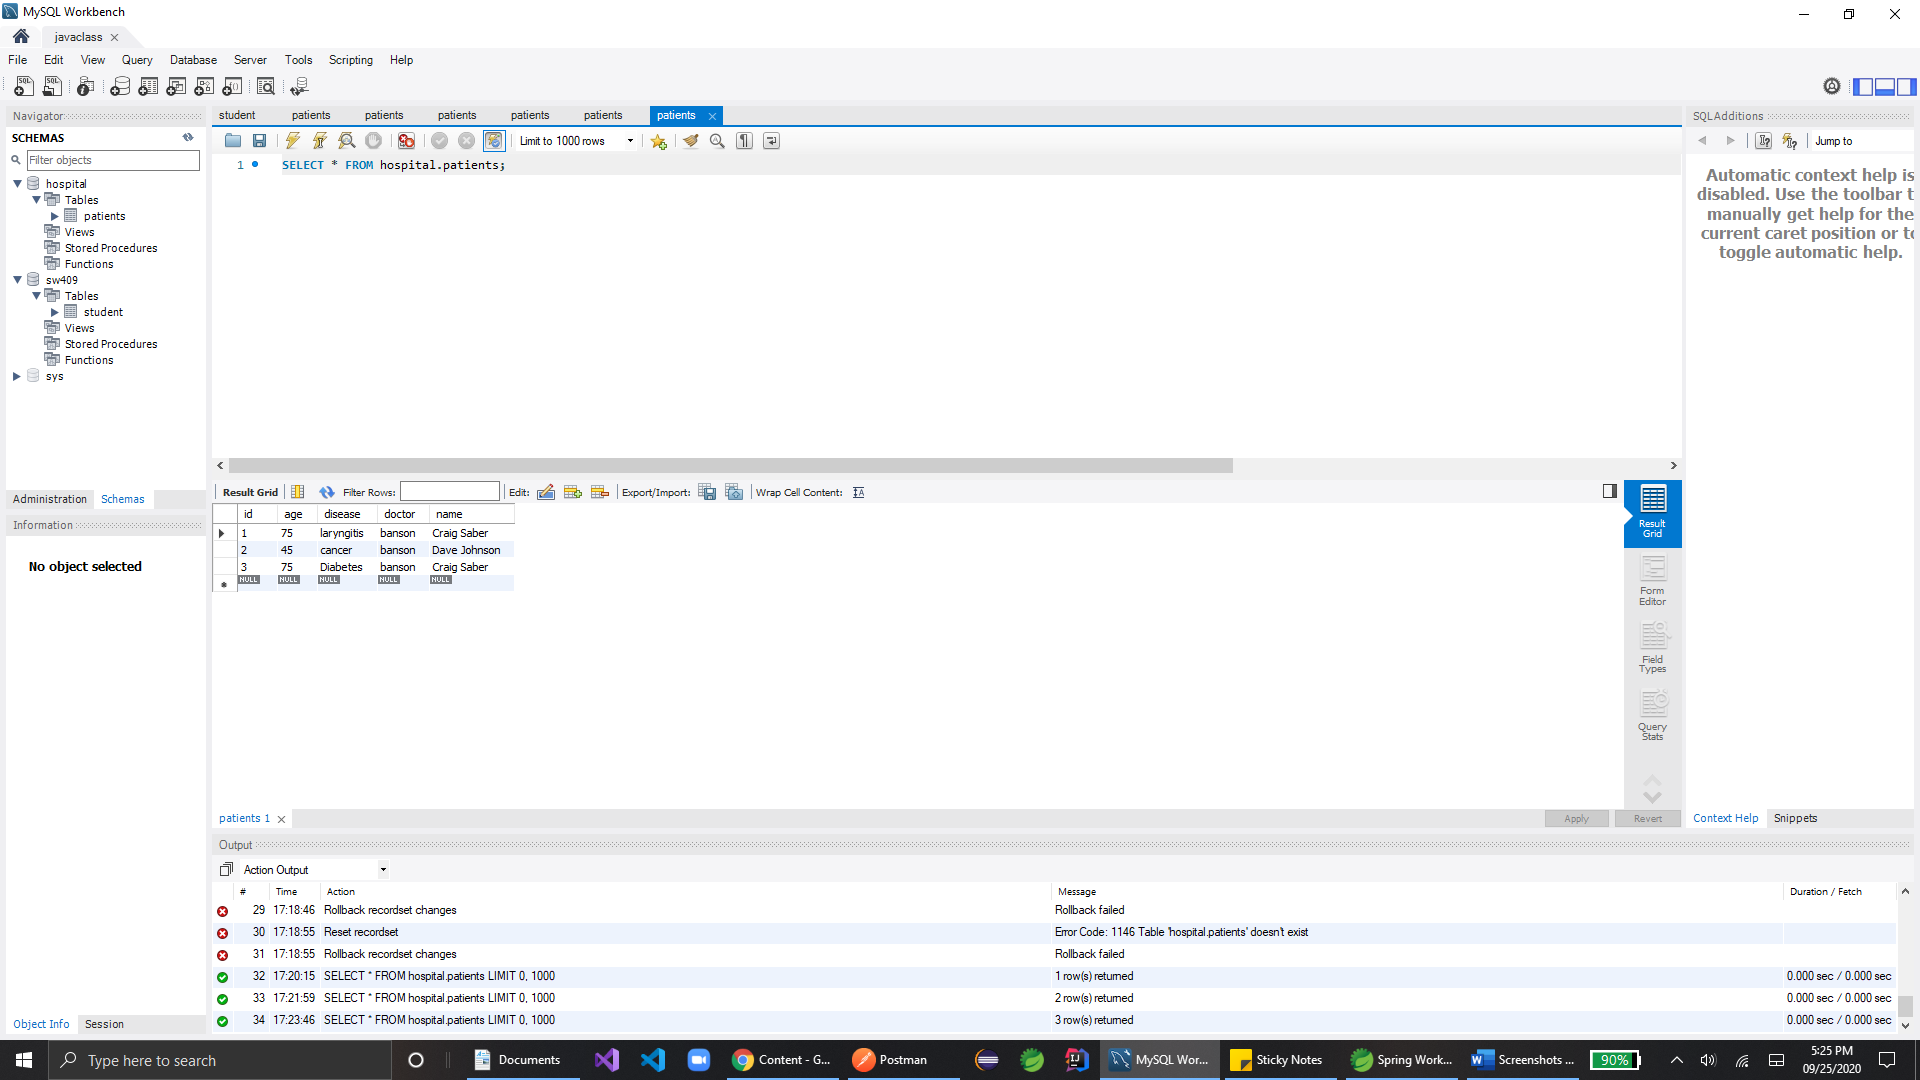 MySQL Workbench
javaclass
File Edit View Query Database Server Tools Scripting Help
Navigator
SCHEMAS
Filter objects
hospital
Tables
patients
Views
Stored Procedures
Functions
sw409
Tables
student
Views
Stored Procedures
Functions
sys
Administration Schemas
Information
No object selected
Object Info Session
student patients patients patients patients patients patients
Limit to 1000 rows
1 SELECT * FROM hospital.patients;
Result Grid Filter Rows: Edit: Export/Import: Wrap Cell Content:
id age disease doctor name
1 75 laryngitis banson Craig Saber
2 45 cancer banson Dave Johnson
3 75 Diabetes banson Craig Saber
NULL NULL NULL NULL NULL
Result
Grid
Form
Editor
Field
Types
Query
Stats
patients 1
Apply Revert
SQLAdditions
Jump to
Automatic context help is
disabled. Use the toolbar t
manually get help for the
current caret position or to
toggle automatic help.
Context Help Snippets
Output
Action Output
# Time Action Message Duration / Fetch
29 17:18:46 Rollback recordset changes Rollback failed
30 17:18:55 Reset recordset Error Code: 1146 Table 'hospital.patients' doesn't exist
31 17:18:55 Rollback recordset changes Rollback failed
32 17:20:15 SELECT * FROM hospital.patients LIMIT 0, 1000 1 row(s) returned 0.000 sec / 0.000 sec
33 17:21:59 SELECT * FROM hospital.patients LIMIT 0, 1000 2 row(s) returned 0.000 sec / 0.000 sec
34 17:23:46 SELECT * FROM hospital.patients LIMIT 0, 1000 3 row(s) returned 0.000 sec / 0.000 sec
Type here to search
Documents
Content - G...
Postman
MySQL Wor...
Sticky Notes
Spring Work...
Screenshots ...
90%
5:25 PM
09/25/2020